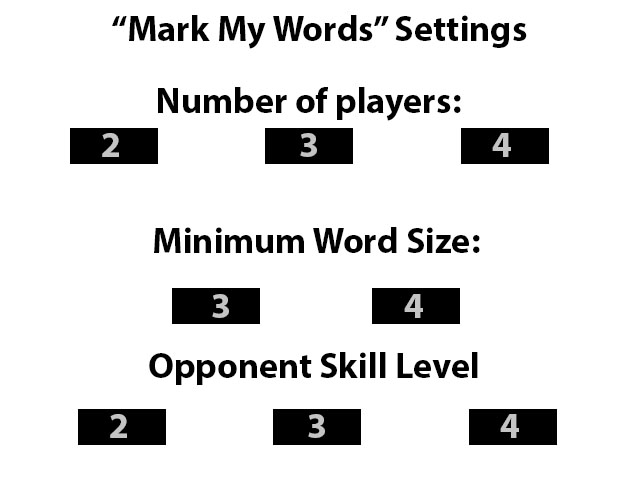 “Mark My Words” Settings
Number of players:
2 3 4
Minimum Word Size:
3 4
Opponent Skill Level
2 3 4